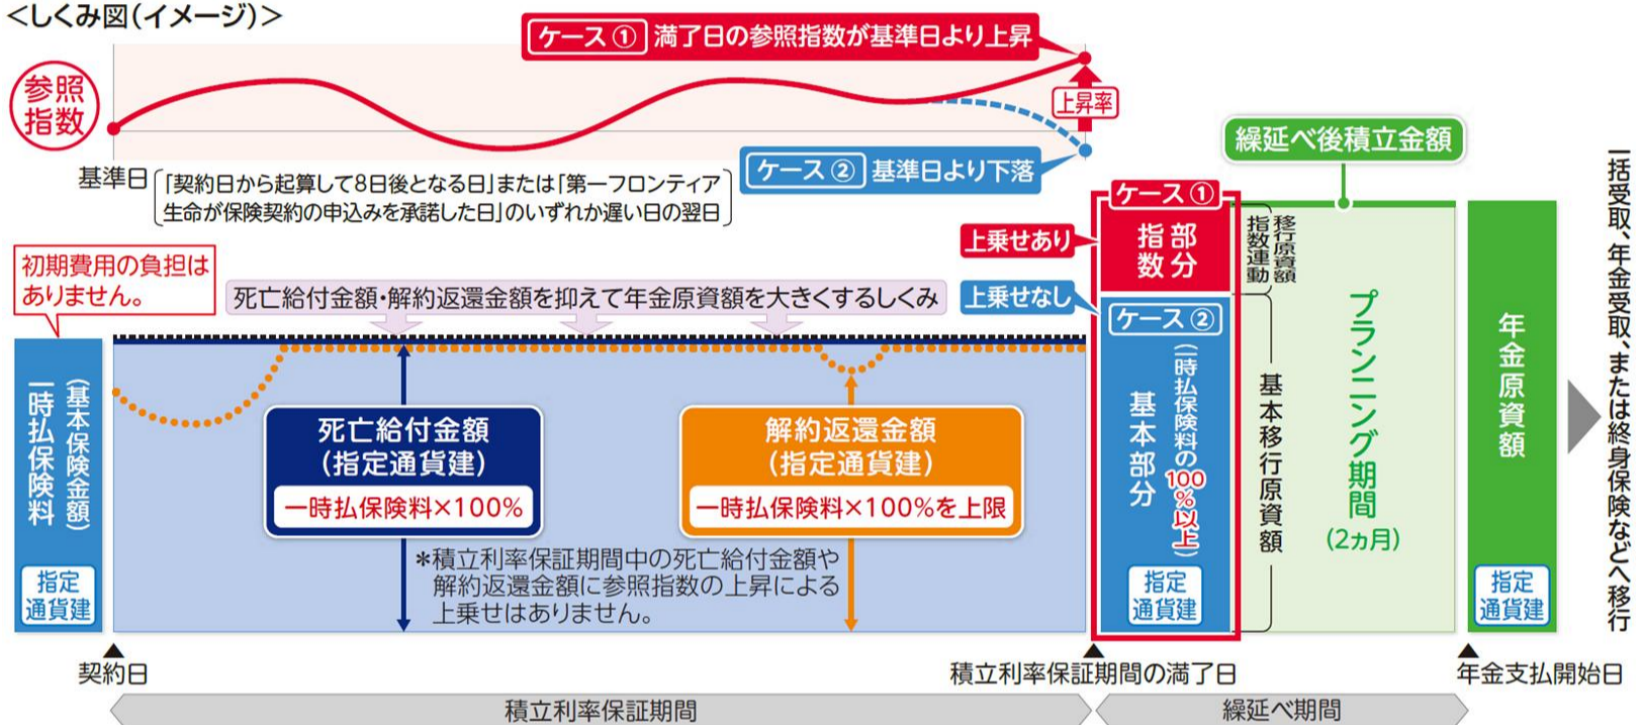 ＜しくみ図(イメージ)＞
ケース① 満了日の参照指数が基準日より上昇
参照
指数
上昇率
ケース② 基準日より下落
基準日
「契約日から起算して8日後となる日」または「第一フロンティア
生命が保険契約の申込みを承諾した日」のいずれか遅い日の翌日
繰延べ後積立金額
初期費用の負担は
ありません。
死亡給付金額・解約返還金額を抑えて年金原資額を大きくするしくみ
上乗せあり
上乗せなし
ケース①
指数
部分
指数連動
移行原資額
ケース②
基本部分
(一時払保険料の100%以上)
指定
通貨建
基本移行原資額
プランニング期間
(2ヵ月)
年金原資額
指定
通貨建
一括受取、年金受取、または終身保険などへ移行
一時払保険料
(基本保険金額)
指定
通貨建
死亡給付金額
(指定通貨建)
一時払保険料×100%
解約返還金額
(指定通貨建)
一時払保険料×100%を上限
＊積立利率保証期間中の死亡給付金額や
解約返還金額に参照指数の上昇による
上乗せはありません。
▲
契約日
▲
積立利率保証期間の満了日
▲
年金支払開始日
積立利率保証期間
繰延べ期間